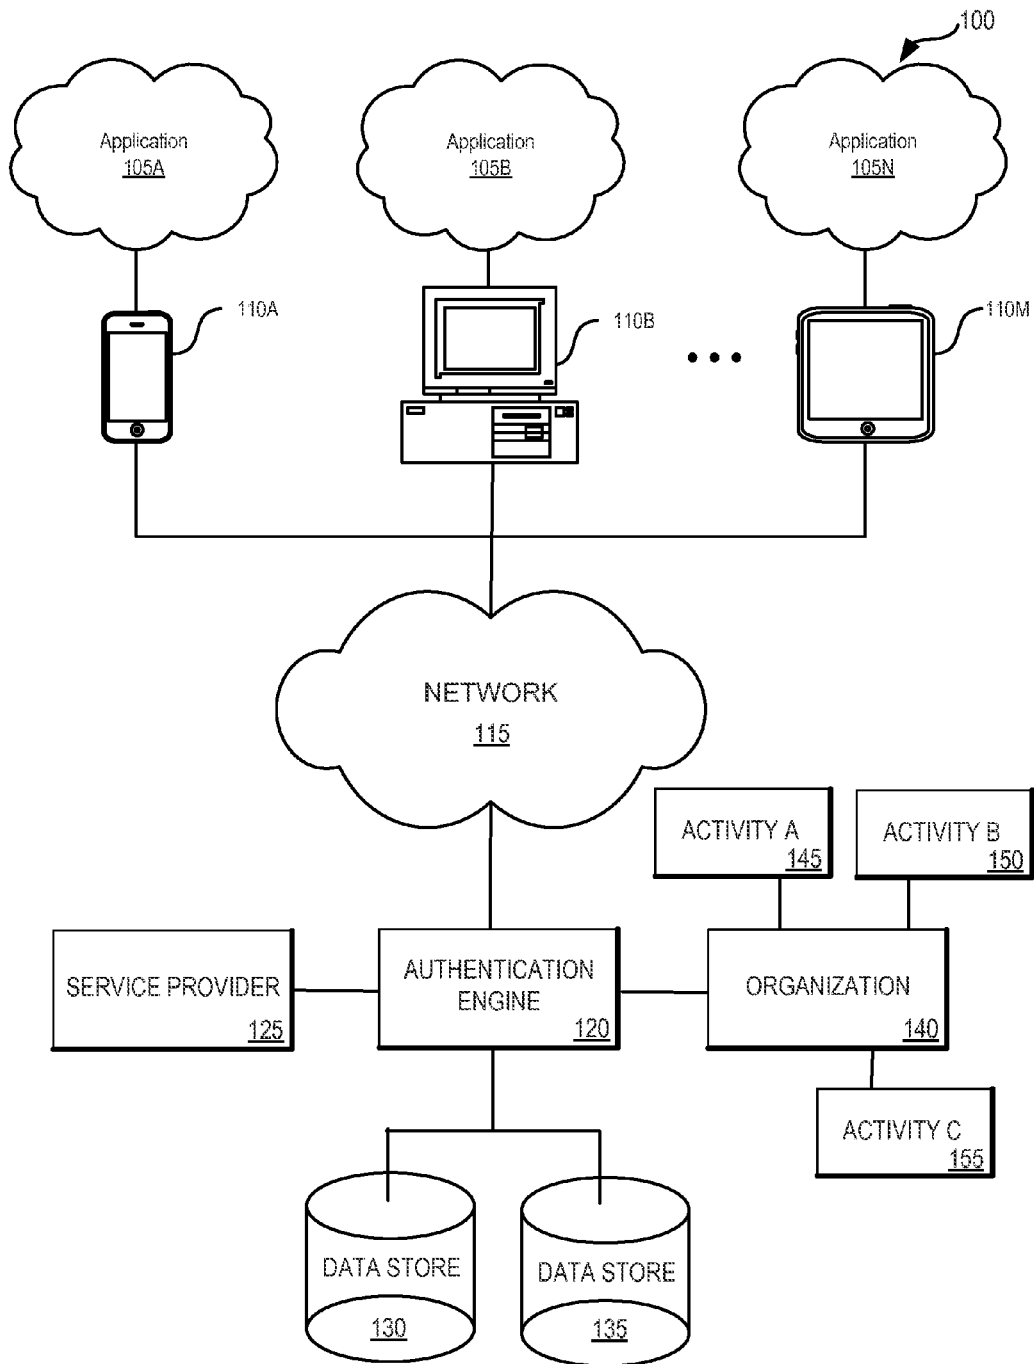 100
Application
105A
Application
105B
Application
105N
110A
110B
110M
NETWORK
115
ACTIVITY A
145
ACTIVITY B
150
SERVICE PROVIDER
125
AUTHENTICATION
ENGINE
120
ORGANIZATION
140
ACTIVITY C
155
DATA STORE
130
DATA STORE
135